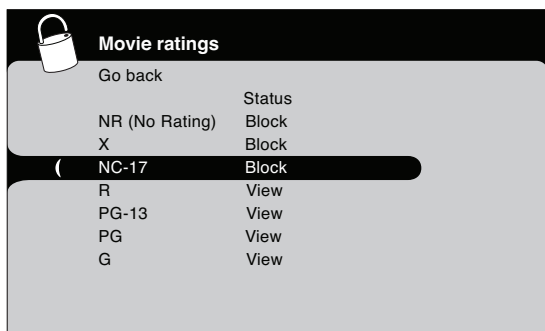 Movie ratings
Go back
Status
NR (No Rating) Block
X Block
NC-17 Block
R View
PG-13 View
PG View
G View